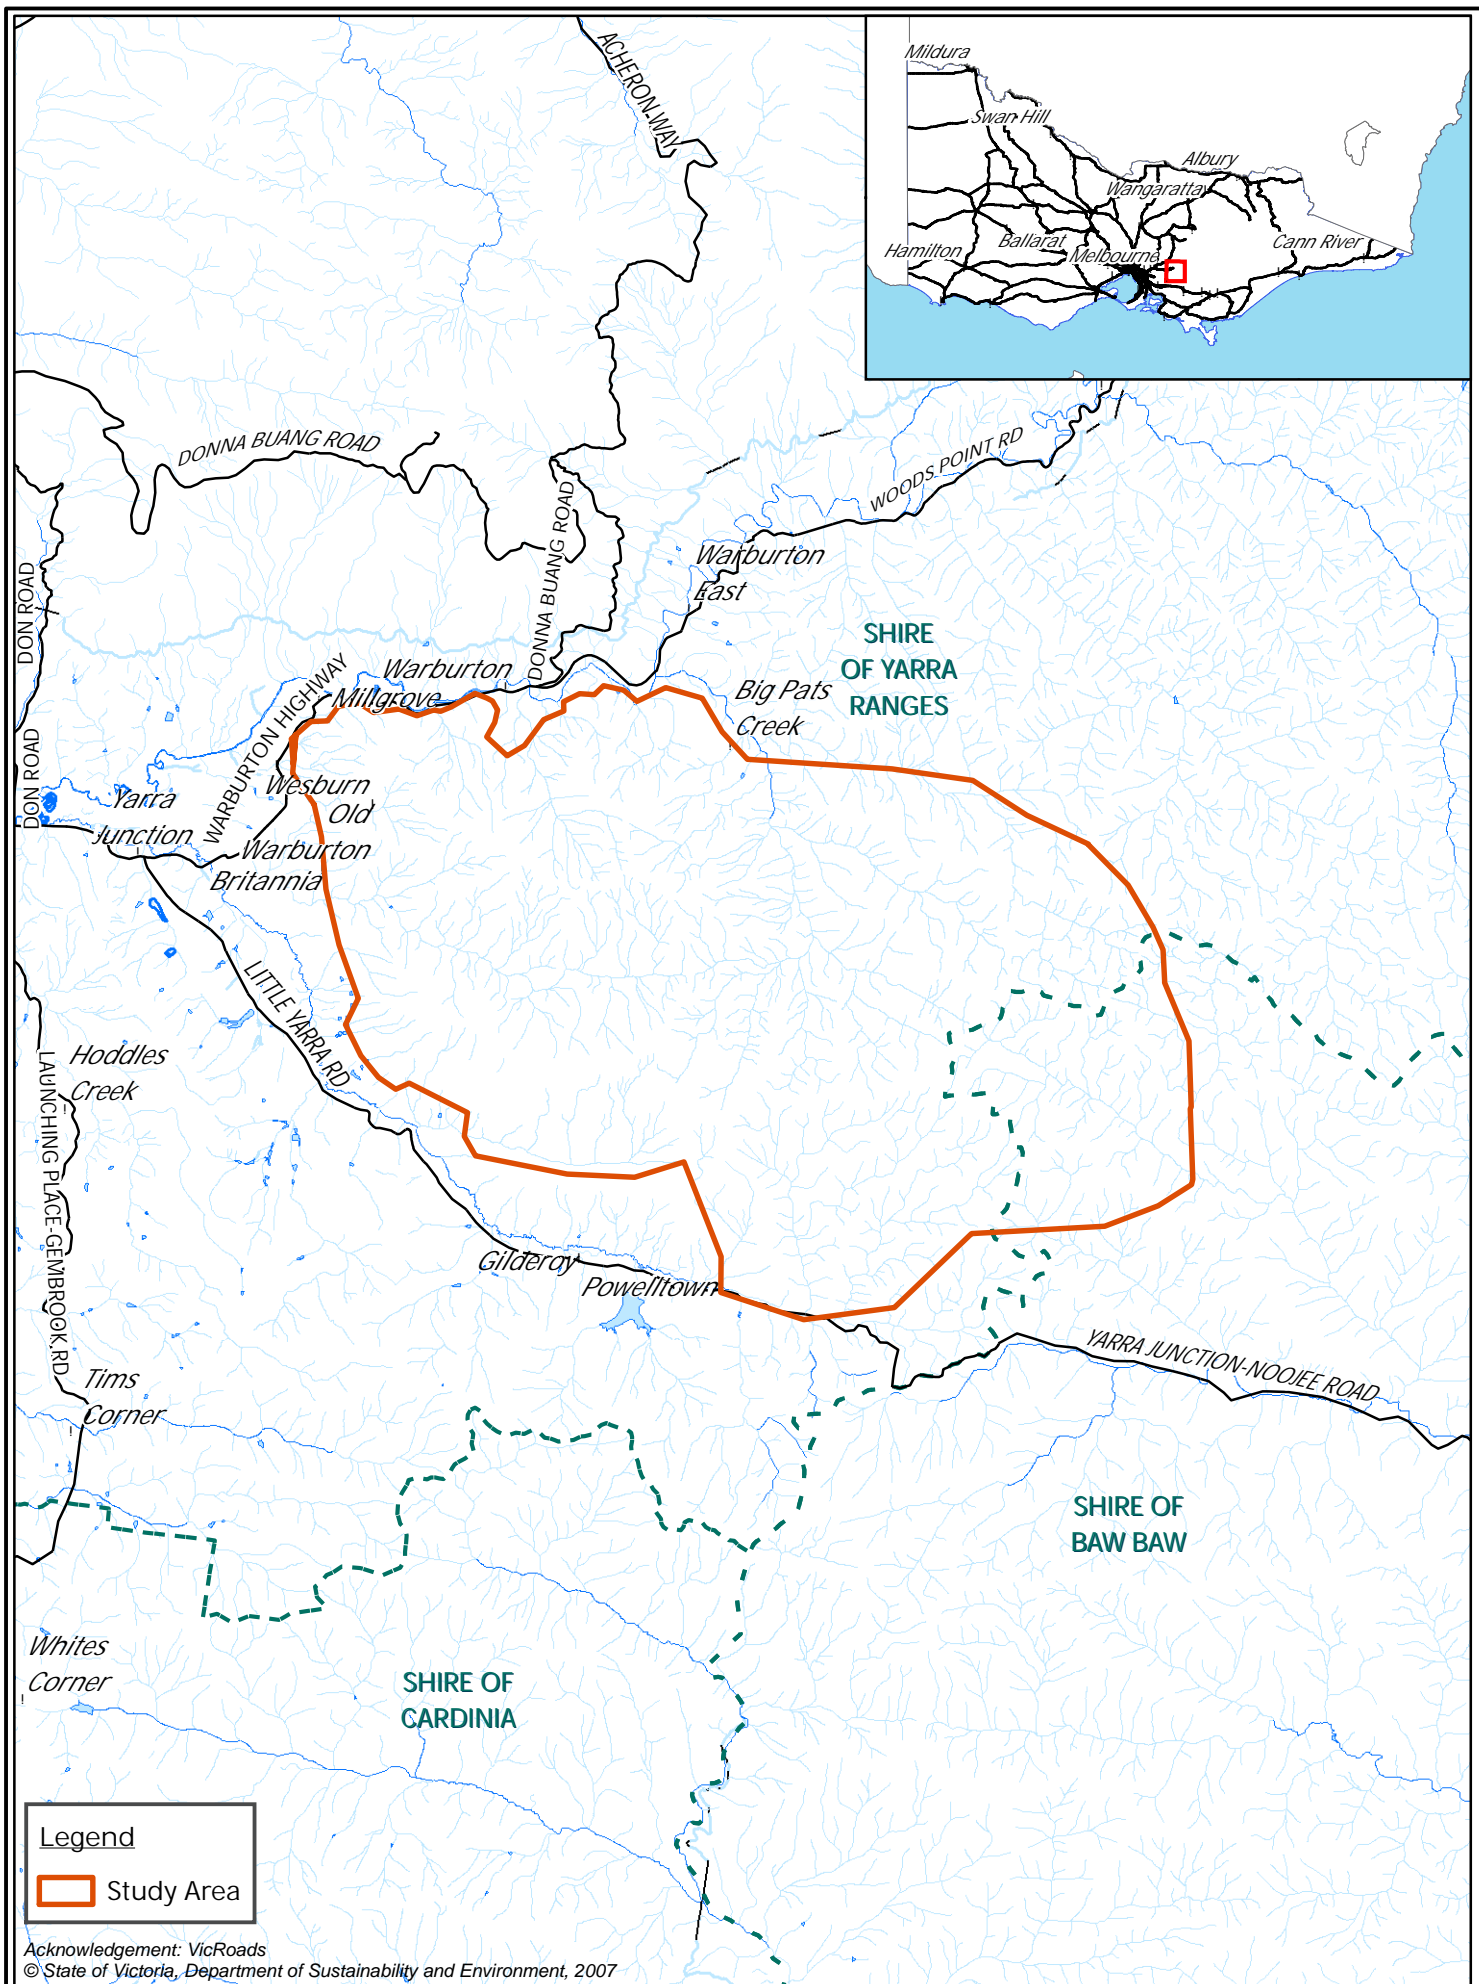 ACHERON WAY
Mildura
Swan Hill
Albury
Wangaratta
Hamilton
Ballarat
Melbourne
Cann River
DONNA BUANG ROAD
WOODS POINT RD
DONNA BUANG ROAD
Warburton
East
DON ROAD
SHIRE
OF YARRA
RANGES
Warburton
Millgrove
WARBURTON HIGHWAY
Big Pats
Creek
DON ROAD
Yarra
Junction
Wesburn
Old
Warburton
Britannia
LITTLE YARRA RD
Hoddles
Creek
LAUNCHING PLACE-GEMBROOK RD
Gilderoy
Powelltown
YARRA JUNCTION-NOOJEE ROAD
Tims
Corner
SHIRE OF
BAW BAW
Whites
Corner
SHIRE OF
CARDINIA
Legend
Study Area
Acknowledgement: VicRoads
© State of Victoria, Department of Sustainability and Environment, 2007